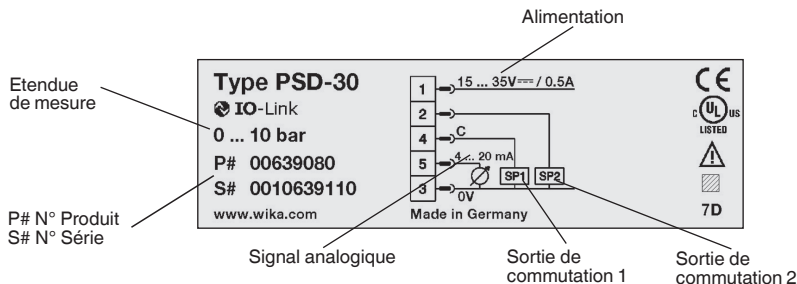 Alimentation
Etendue
de mesure
Type PSD-30
IO-Link
0 ... 10 bar
P# 00639080
S# 0010639110
www.wika.com
1
2
4
5
3
15 ... 35V⎓ / 0.5A
C
4 ... 20 mA
SP1
SP2
0V
Made in Germany
CE
C UL US
LISTED
7D
P# N° Produit
S# N° Série
Signal analogique
Sortie de
commutation 1
Sortie de
commutation 2